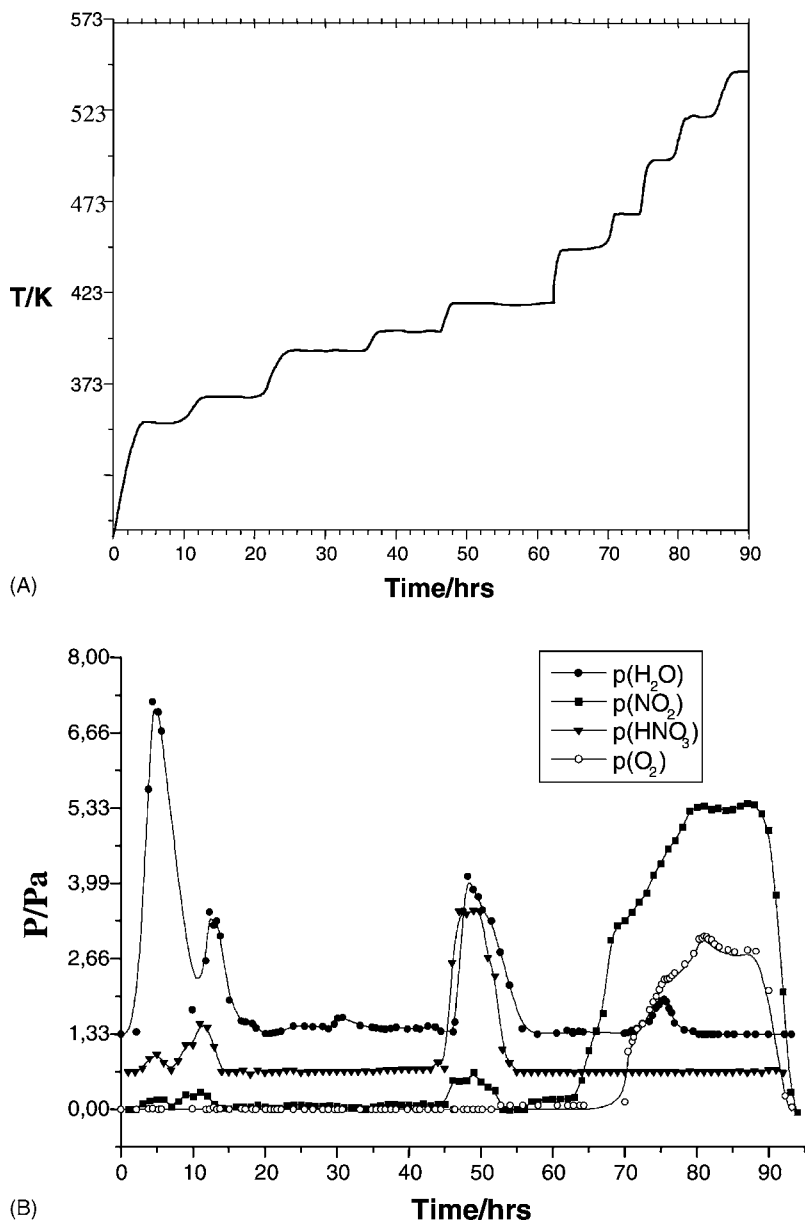 573
523
473
T/K
423
373
0 10 20 30 40 50 60 70 80 90
(A)
Time/hrs
8,00
p(H₂O)
p(NO₂)
p(HNO₃)
p(O₂)
6,66
5,33
P/Pa
3,99
2,66
1,33
0,00
0 10 20 30 40 50 60 70 80 90
(B)
Time/hrs